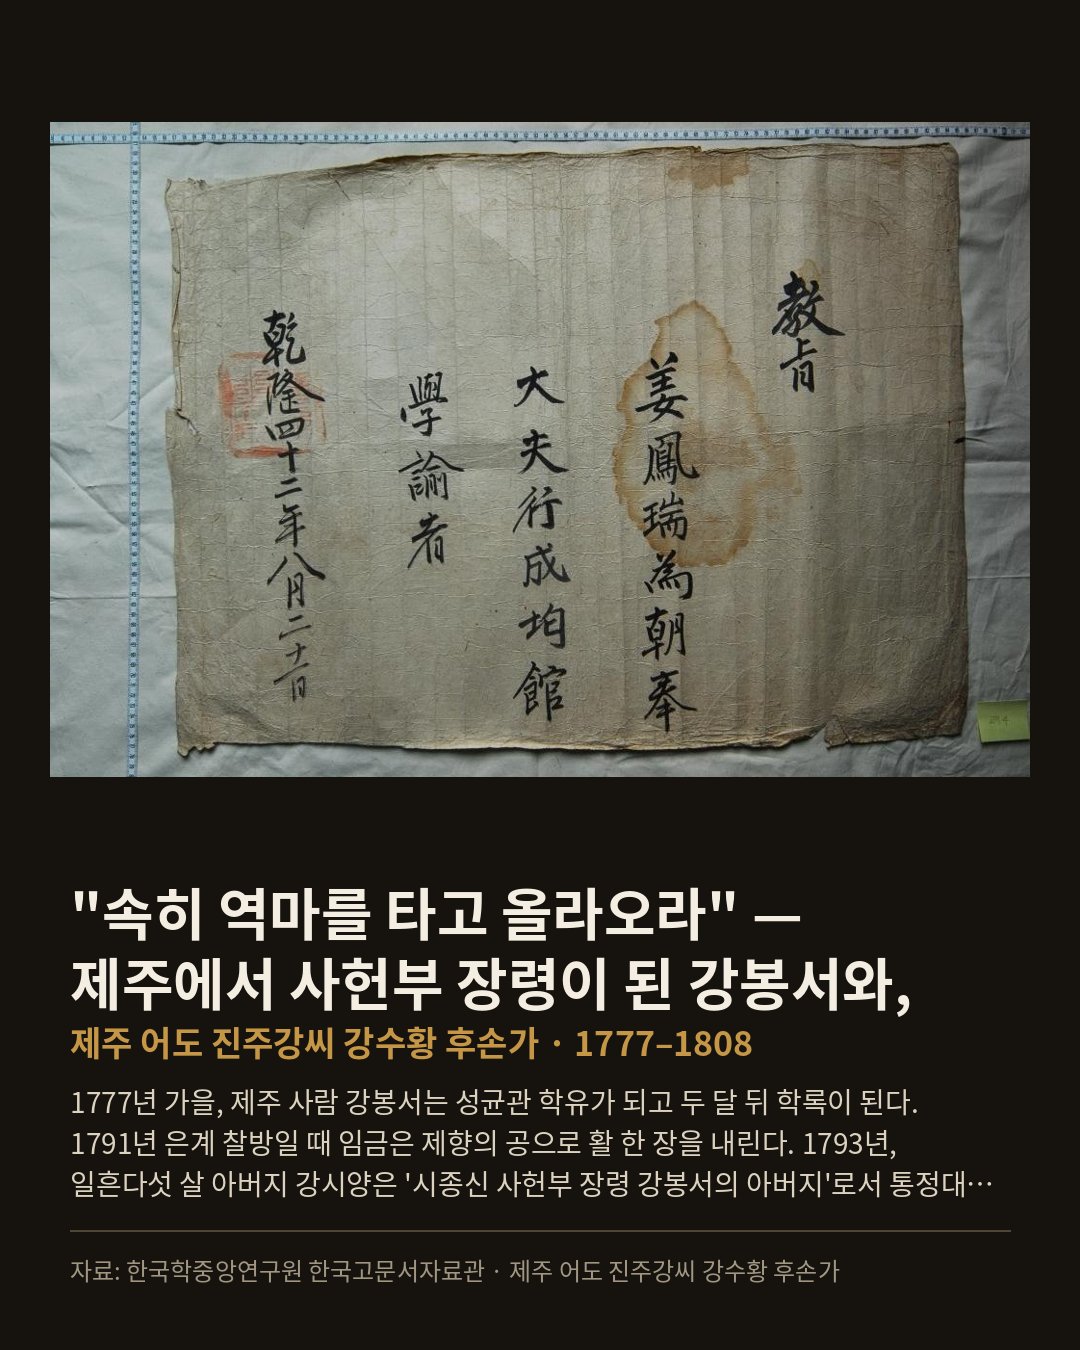 敎旨
姜鳳瑞為朝奉
大夫行成均館
學諭者
乾隆四十二年八月二十二日
"속히 역마를 타고 올라오라" —
제주에서 사헌부 장령이 된 강봉서와,
제주 어도 진주강씨 강수황 후손가 · 1777–1808
1777년 가을, 제주 사람 강봉서는 성균관 학유가 되고 두 달 뒤 학록이 된다.
1791년 은계 찰방일 때 임금은 제향의 공으로 활 한 장을 내린다. 1793년,
일흔다섯 살 아버지 강시양은 '시종신 사헌부 장령 강봉서의 아버지'로서 통정대…
자료: 한국학중앙연구원 한국고문서자료관 · 제주 어도 진주강씨 강수황 후손가